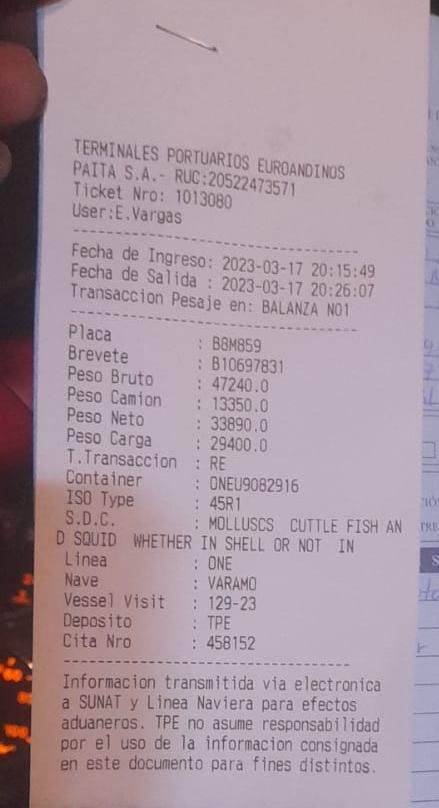 TERMINALES PORTUARIOS EUROANDINOS
PAITA S.A.- RUC:20522473571
Ticket Nro: 1013080
User:E.Vargas
Fecha de Ingreso: 2023-03-17 20:15:49
Fecha de Salida : 2023-03-17 20:26:07
Transaccion Pesaje en: BALANZA N01
Placa : B8M859
Brevete : B10697831
Peso Bruto : 47240.0
Peso Camion : 13350.0
Peso Neto : 33890.0
Peso Carga : 29400.0
T.Transaccion : RE
Container : ONEU9082916
ISO Type : 45R1
S.D.C. : MOLLUSCS CUTTLE FISH AN
D SQUID WHETHER IN SHELL OR NOT IN
Linea : ONE
Nave : VARAMO
Vessel Visit : 129-23
Deposito : TPE
Cita Nro : 458152
Informacion transmitida via electronica
a SUNAT y Linea Naviera para efectos
aduaneros. TPE no asume responsabilidad
por el uso de la informacion consignada
en este documento para fines distintos.